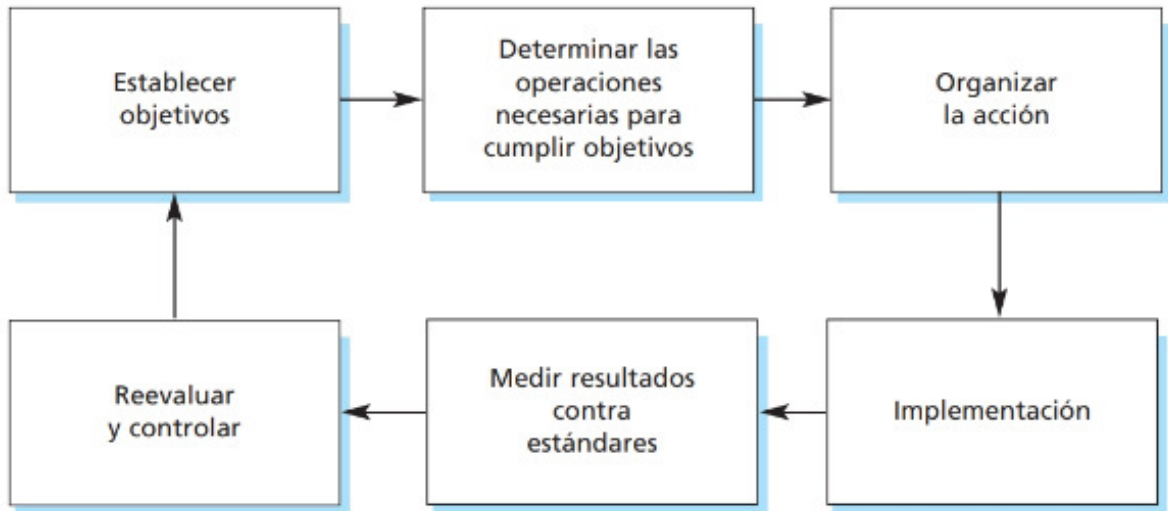 Establecer
objetivos
Determinar las
operaciones
necesarias para
cumplir objetivos
Organizar
la acción
Implementación
Medir resultados
contra
estándares
Reevaluar
y controlar